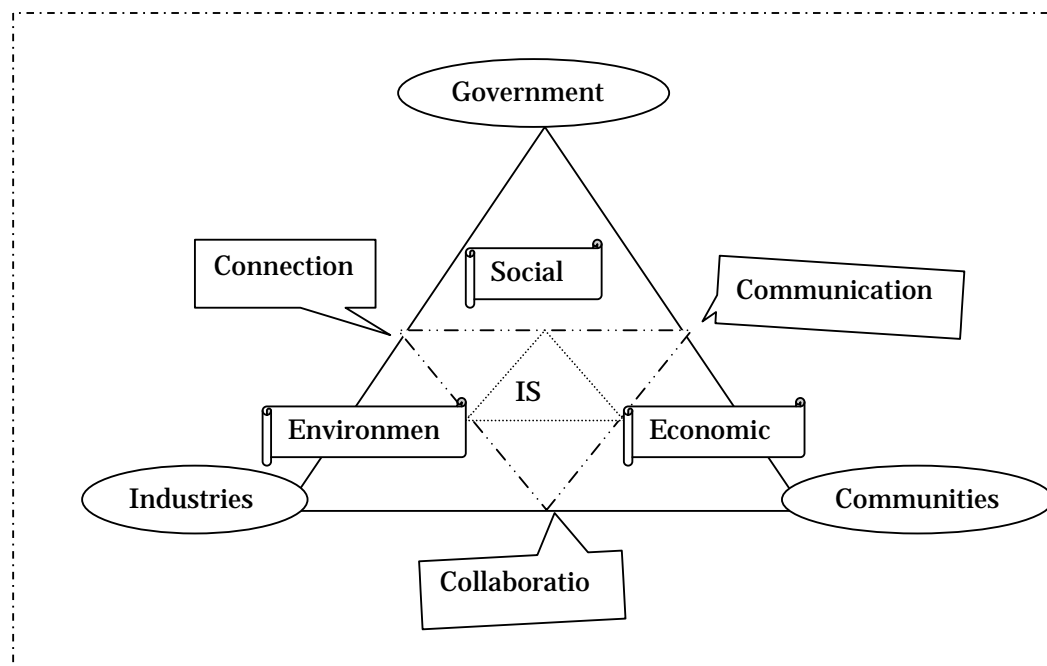 Government
Connection
Social
Communication
IS
Environmen
Economic
Industries
Communities
Collaboratio